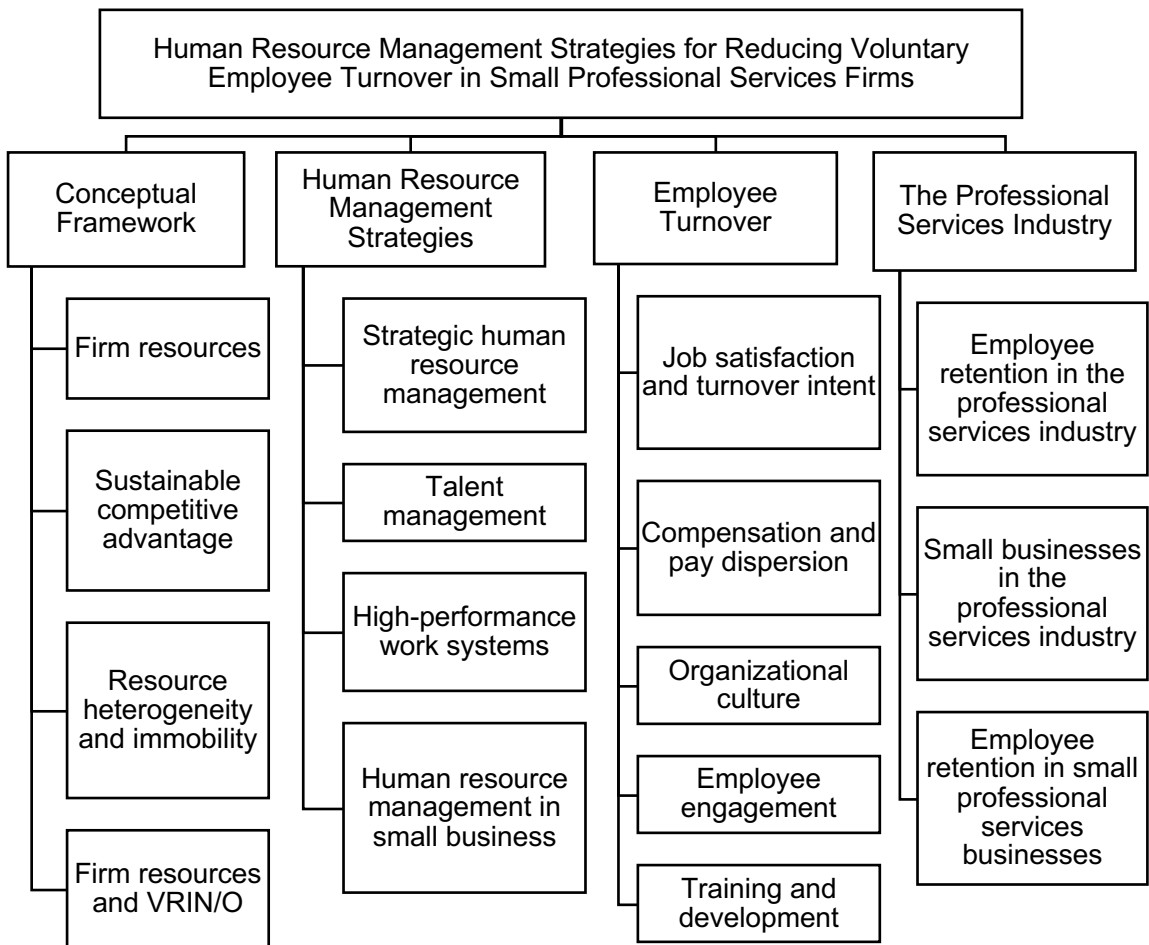 Human Resource Management Strategies for Reducing Voluntary
Employee Turnover in Small Professional Services Firms
Conceptual
Framework
Firm resources
Sustainable
competitive
advantage
Resource
heterogeneity
and immobility
Firm resources
and VRIN/O
Human Resource
Management
Strategies
Strategic human
resource
management
Talent
management
High-performance
work systems
Human resource
management in
small business
Employee
Turnover
Job satisfaction
and turnover intent
Compensation and
pay dispersion
Organizational
culture
Employee
engagement
Training and
development
The Professional
Services Industry
Employee
retention in the
professional
services industry
Small businesses
in the
professional
services industry
Employee
retention in small
professional
services
businesses